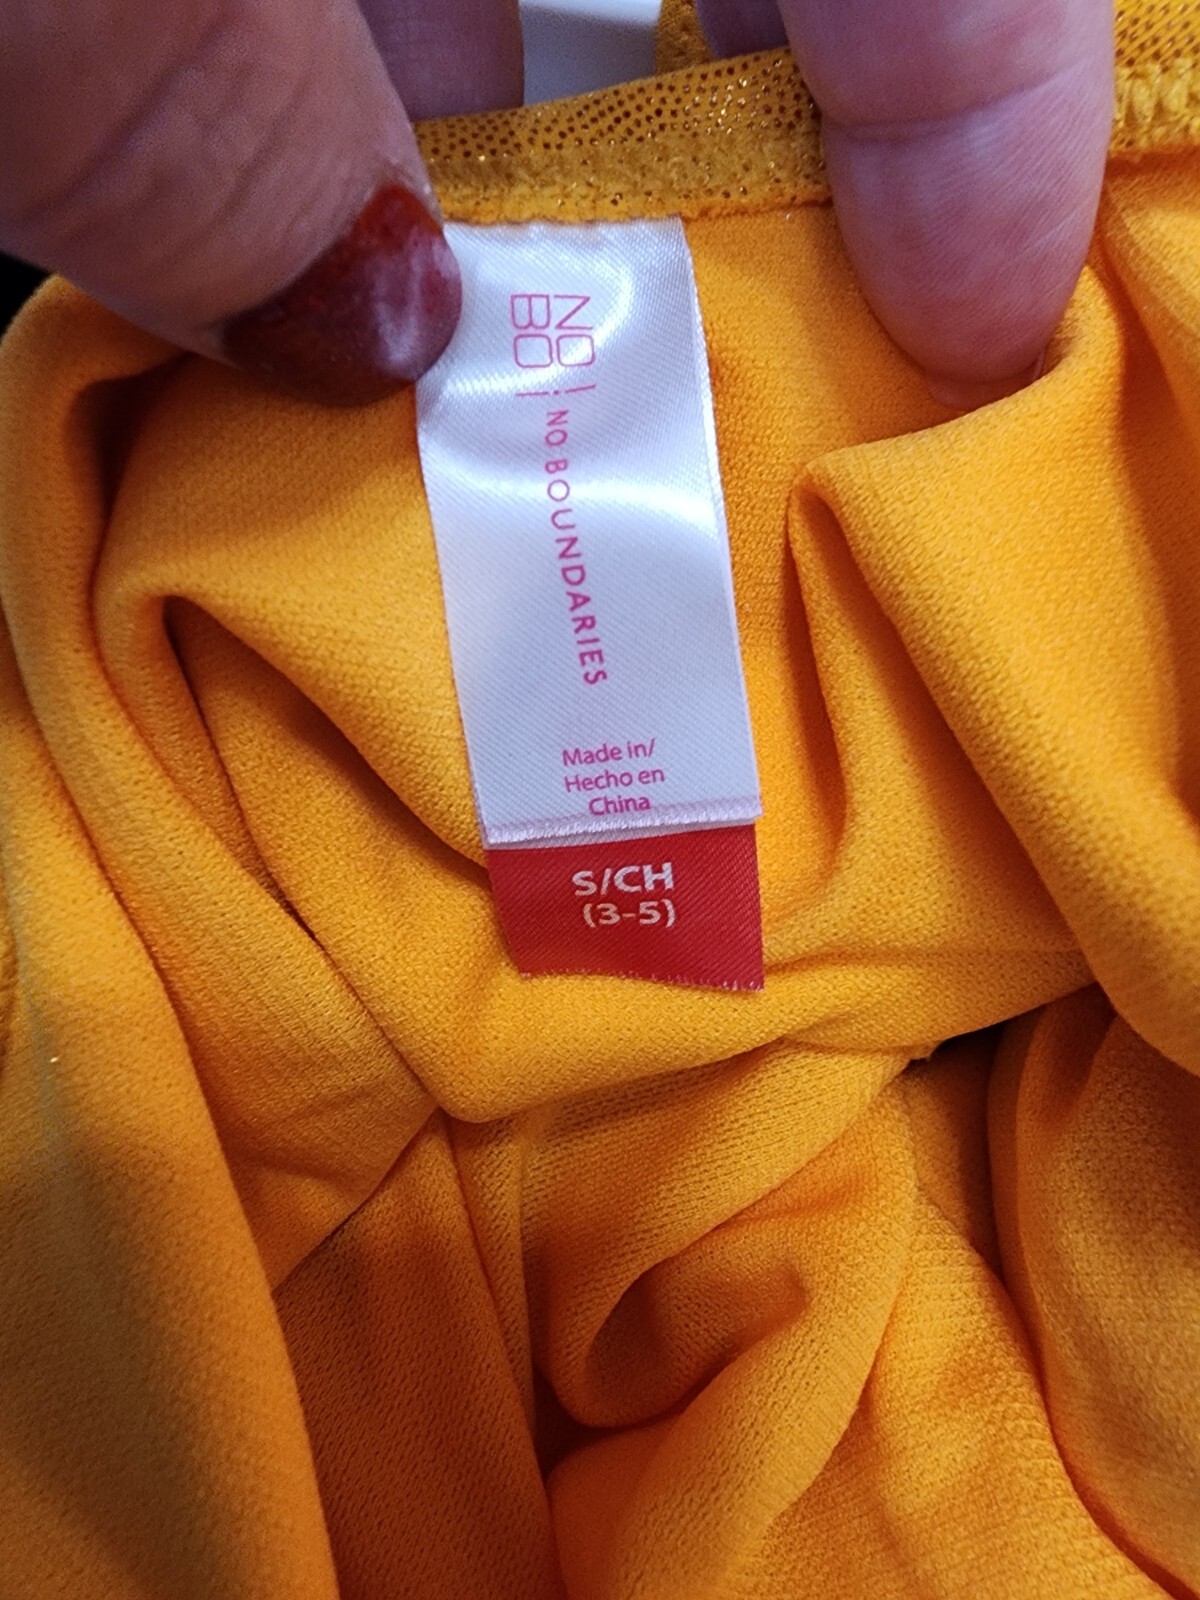 NO
BO
NO BOUNDARIES
Made in/
Hecho en
China
S/CH
(3-5)